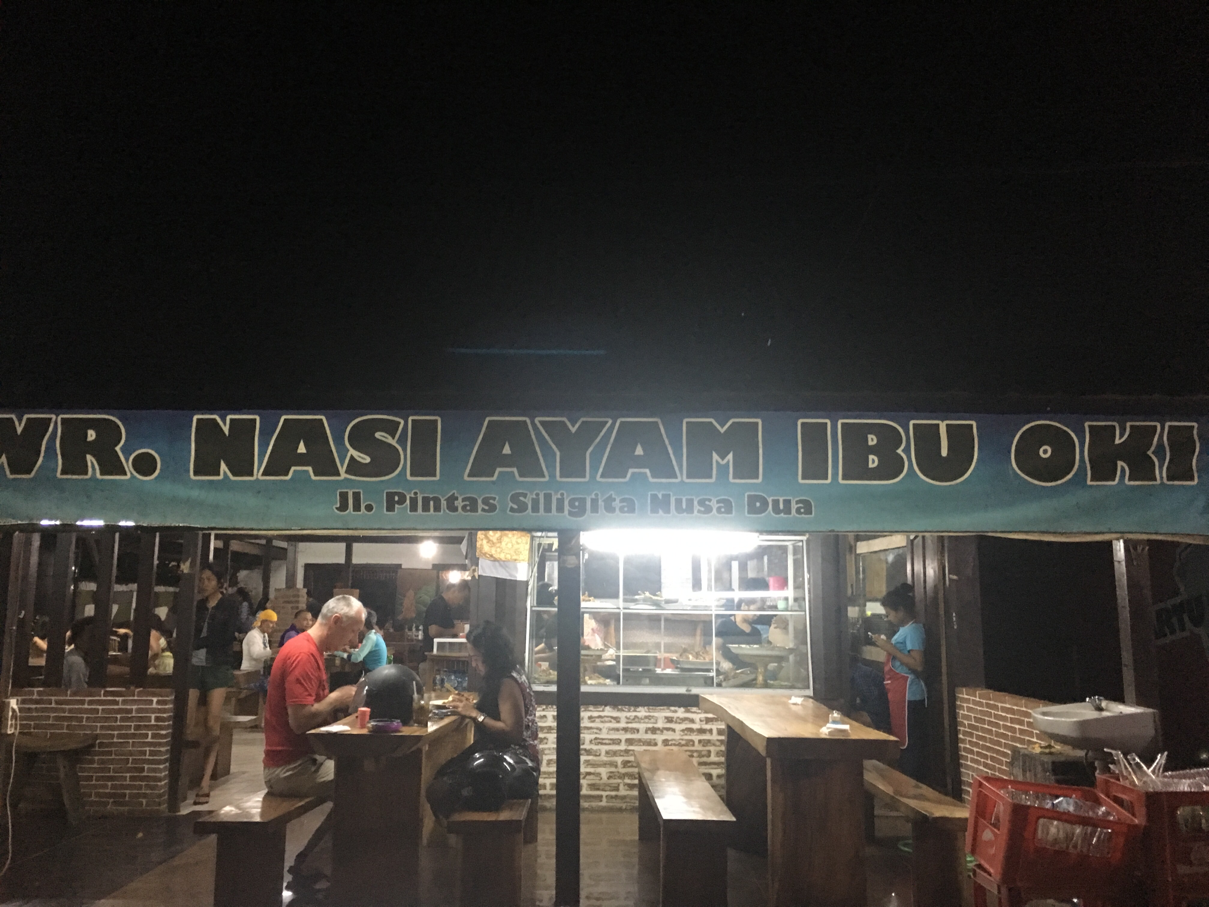 WR. NASI AYAM IBU OKI
Jl. Pintas Siligita Nusa Dua